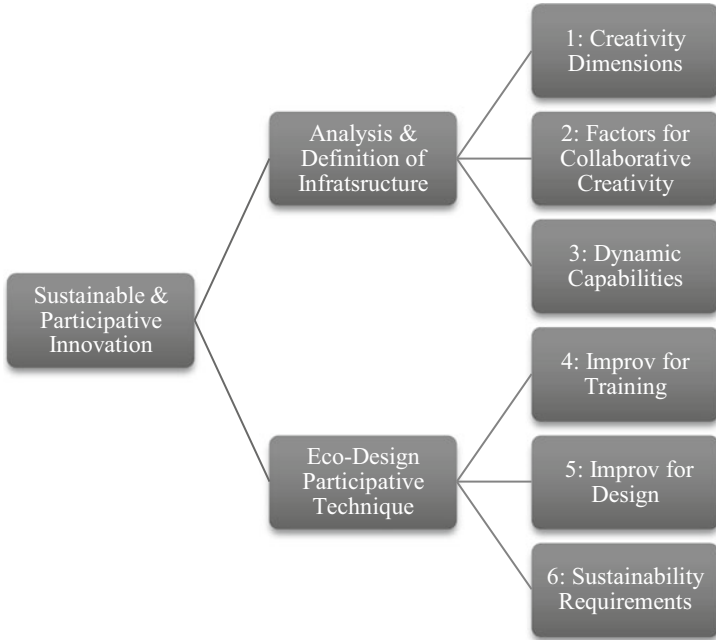 Sustainable &
Participative
Innovation
Analysis &
Definition of
Infratsructure
1: Creativity
Dimensions
2: Factors for
Collaborative
Creativity
3: Dynamic
Capabilities
Eco-Design
Participative
Technique
4: Improv for
Training
5: Improv for
Design
6: Sustainability
Requirements